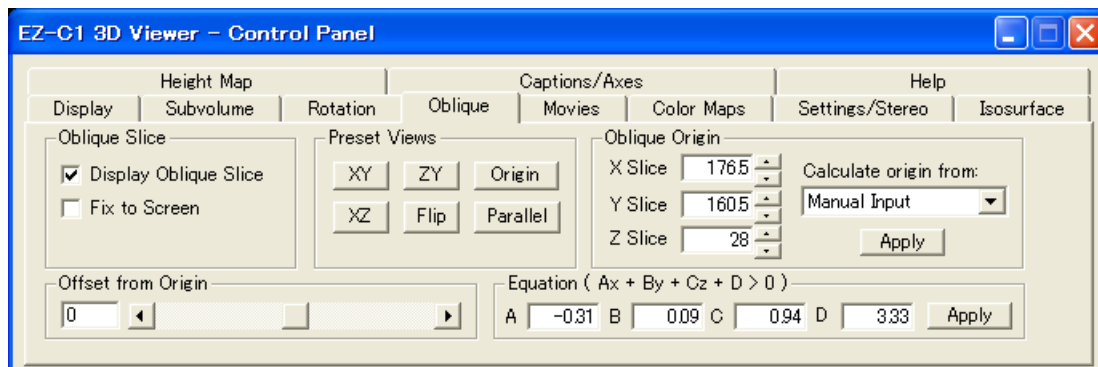 EZ-C1 3D Viewer - Control Panel
Height Map Captions/Axes Help
Display Subvolume Rotation Oblique Movies Color Maps Settings/Stereo Isosurface
Oblique Slice Preset Views Oblique Origin
Display Oblique Slice XY ZY Origin X Slice 176.5 Calculate origin from:
Fix to Screen XZ Flip Parallel Y Slice 160.5 Manual Input
Z Slice 28 Apply
Offset from Origin Equation ( Ax + By + Cz + D > 0 )
0 A -0.31 B 0.09 C 0.94 D 3.33 Apply